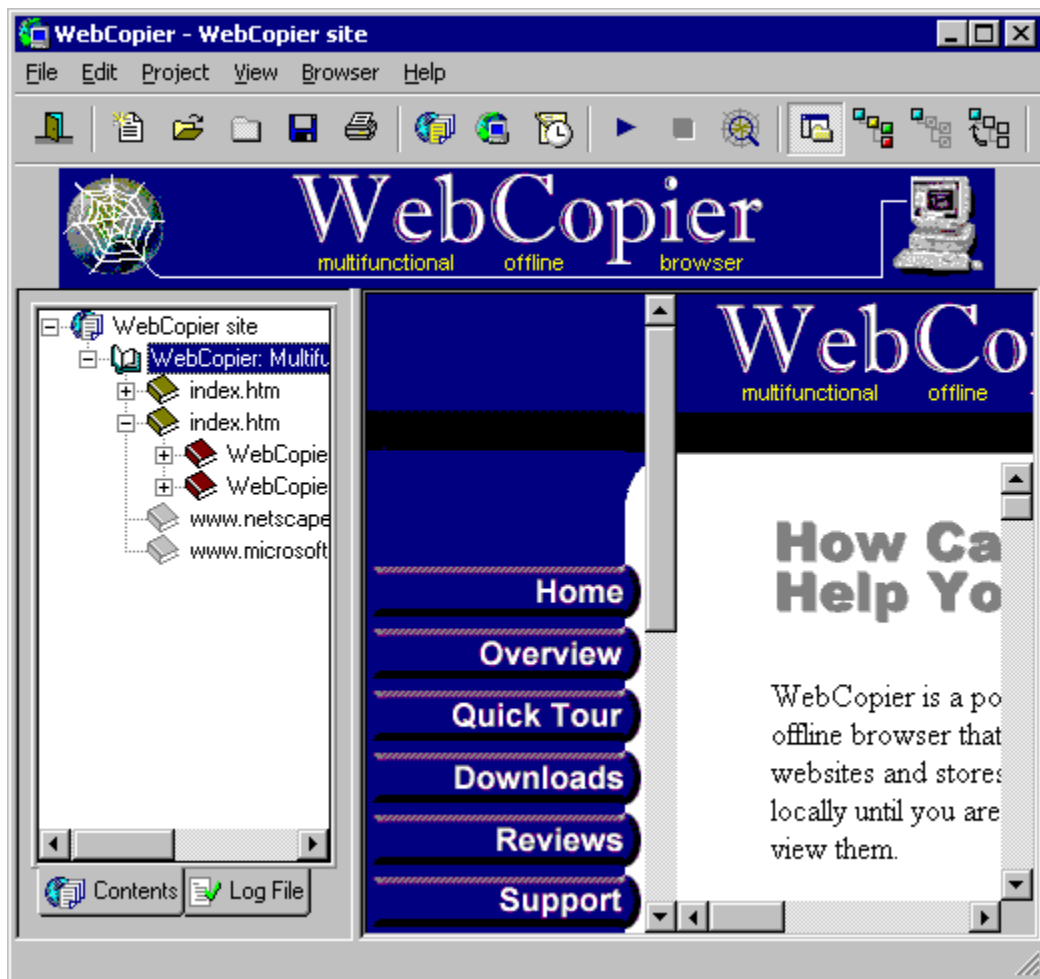 WebCopier - WebCopier site
File Edit Project View Browser Help
WebCopier
multifunctional offline browser
WebCopier site
WebCopier: Multifu
index.htm
index.htm
WebCopie
WebCopie
www.netscape
www.microsoft
Contents Log File
Home
Overview
Quick Tour
Downloads
Reviews
Support
WebCo
multifunctional offline
How Ca
Help Yo
WebCopier is a po
offline browser that
websites and stores
locally until you are
view them.